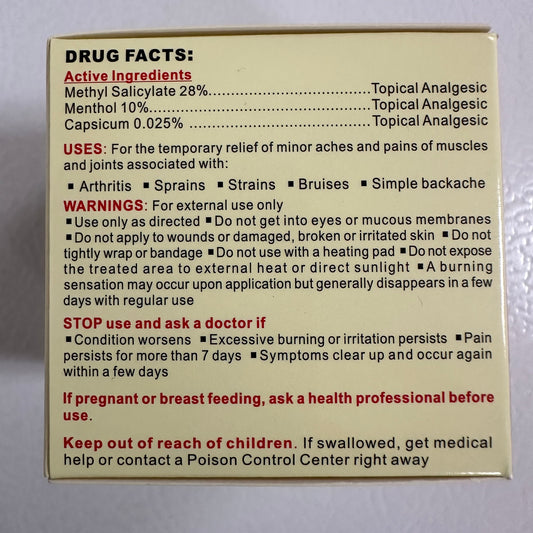 DRUG FACTS:
Active Ingredients
Methyl Salicylate 28%....................................Topical Analgesic
Menthol 10%.................................................Topical Analgesic
Capsicum 0.025% ........................................Topical Analgesic
USES: For the temporary relief of minor aches and pains of muscles
and joints associated with:
▪ Arthritis ▪ Sprains ▪ Strains ▪ Bruises ▪ Simple backache
WARNINGS: For external use only
▪Use only as directed ▪Do not get into eyes or mucous membranes
▪Do not apply to wounds or damaged, broken or irritated skin ▪Do not
tightly wrap or bandage ▪Do not use with a heating pad ▪Do not expose
the treated area to external heat or direct sunlight ▪A burning
sensation may occur upon application but generally disappears in a few
days with regular use
STOP use and ask a doctor if
▪Condition worsens ▪Excessive burning or irritation persists ▪Pain
persists for more than 7 days ▪Symptoms clear up and occur again
within a few days
If pregnant or breast feeding, ask a health professional before
use.
Keep out of reach of children. If swallowed, get medical
help or contact a Poison Control Center right away